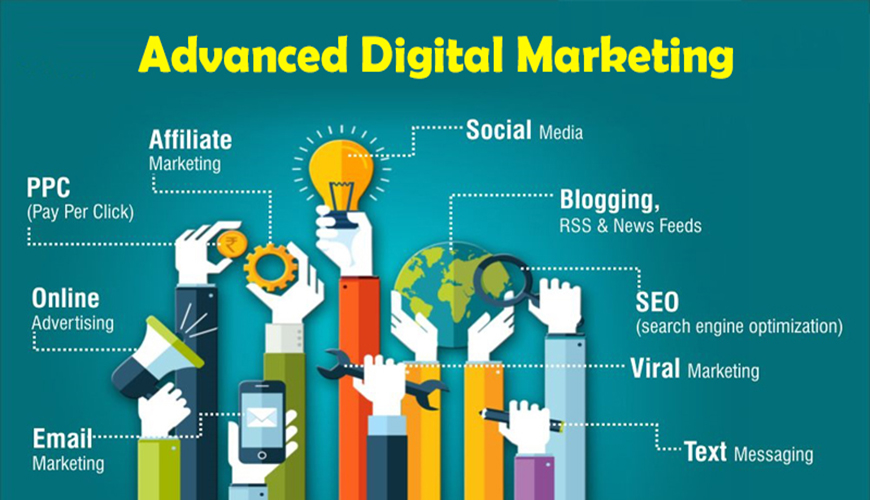 Advanced Digital Marketing
Affiliate
Marketing
Social Media
PPC
(Pay Per Click)
Blogging,
RSS & News Feeds
₹
Online
Advertising
SEO
(search engine optimization)
Viral Marketing
Email
Marketing
Text Messaging